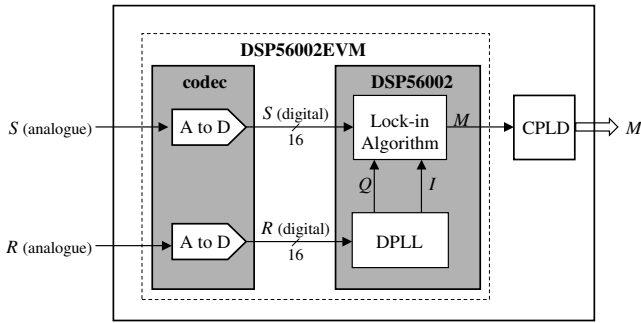 DSP56002EVM
codec
DSP56002
S (analogue)
A to D
S (digital)
16
Lock-in
Algorithm
M
CPLD
M
Q
I
R (analogue)
A to D
R (digital)
16
DPLL